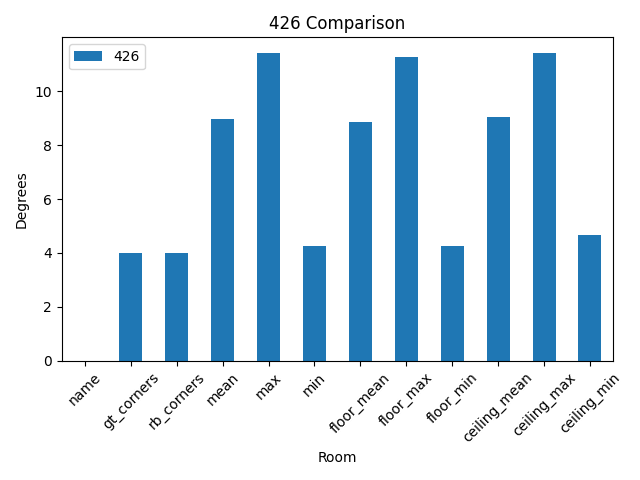 426 Comparison
426
Degrees
10
8
6
4
2
0
name
gt_corners
rb_corners
mean
max
min
floor_mean
floor_max
floor_min
ceiling_mean
ceiling_max
ceiling_min
Room